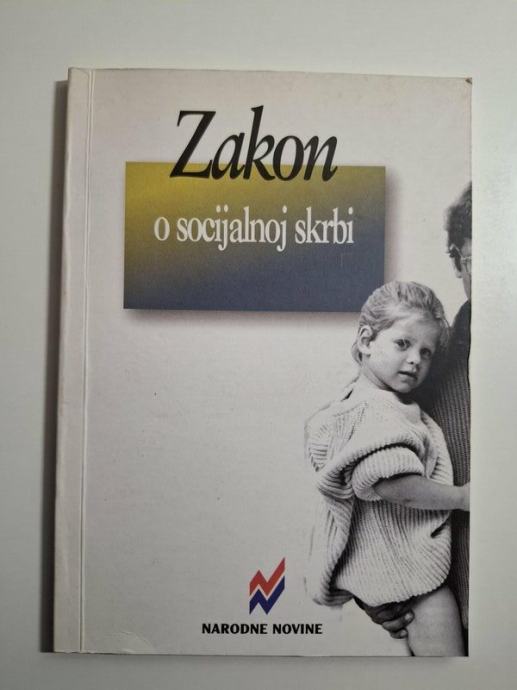 Zakon
o socijalnoj skrbi
NARODNE NOVINE